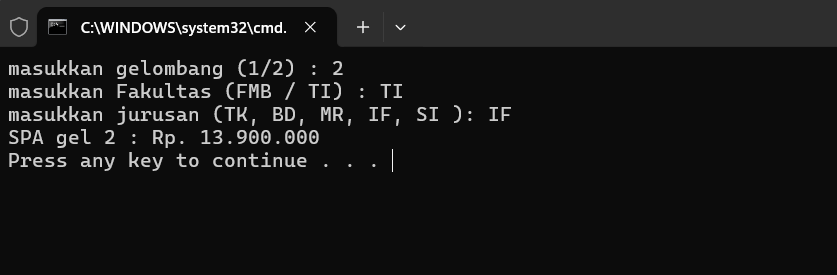 C:\WINDOWS\system32\cmd.
masukkan gelombang (1/2) : 2
masukkan Fakultas (FMB / TI) : TI
masukkan jurusan (TK, BD, MR, IF, SI ): IF
SPA gel 2 : Rp. 13.900.000
Press any key to continue . . .